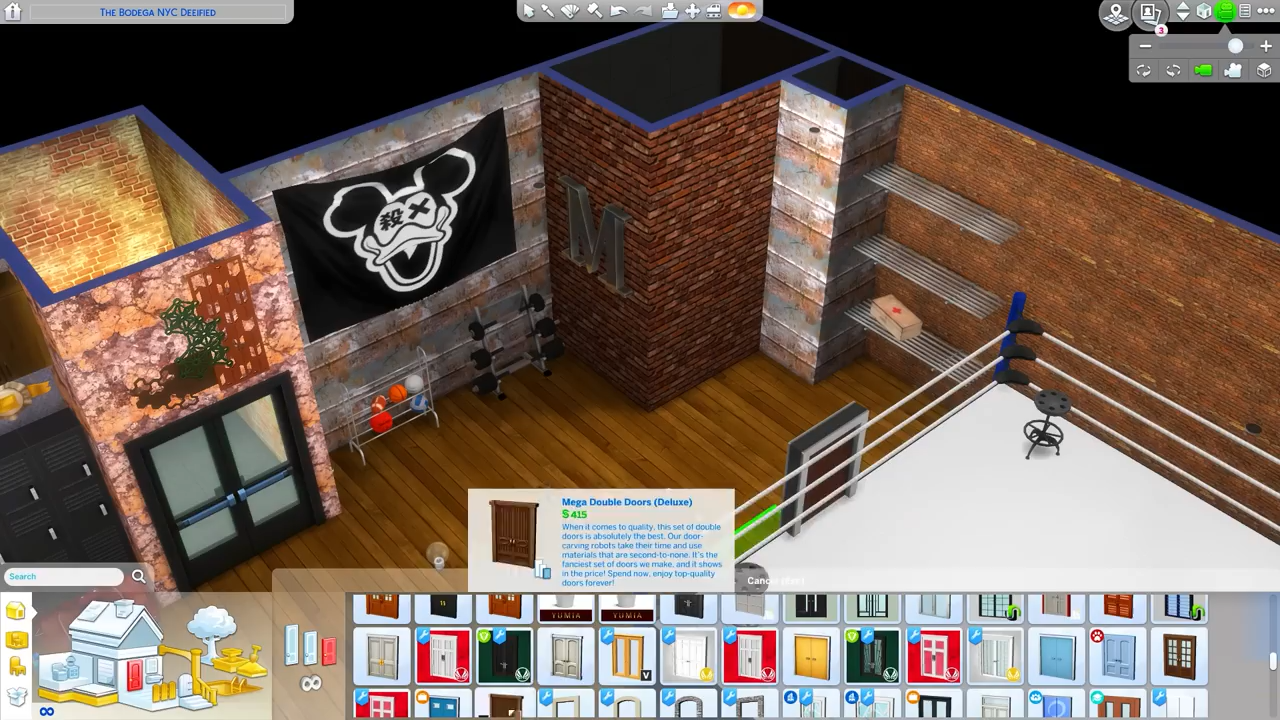 The Bodega NYC Deeified
3
殺
M
Mega Double Doors (Deluxe)
§415
When it comes to quality, this set of double
doors is absolutely the best. Our door-
carving robots take their time and use
materials that are second-to-none. It's the
fanciest set of doors we make, and it shows
in the price! Spend now, enjoy top-quality
doors forever!
Search
YUMIA
YUMIA
V